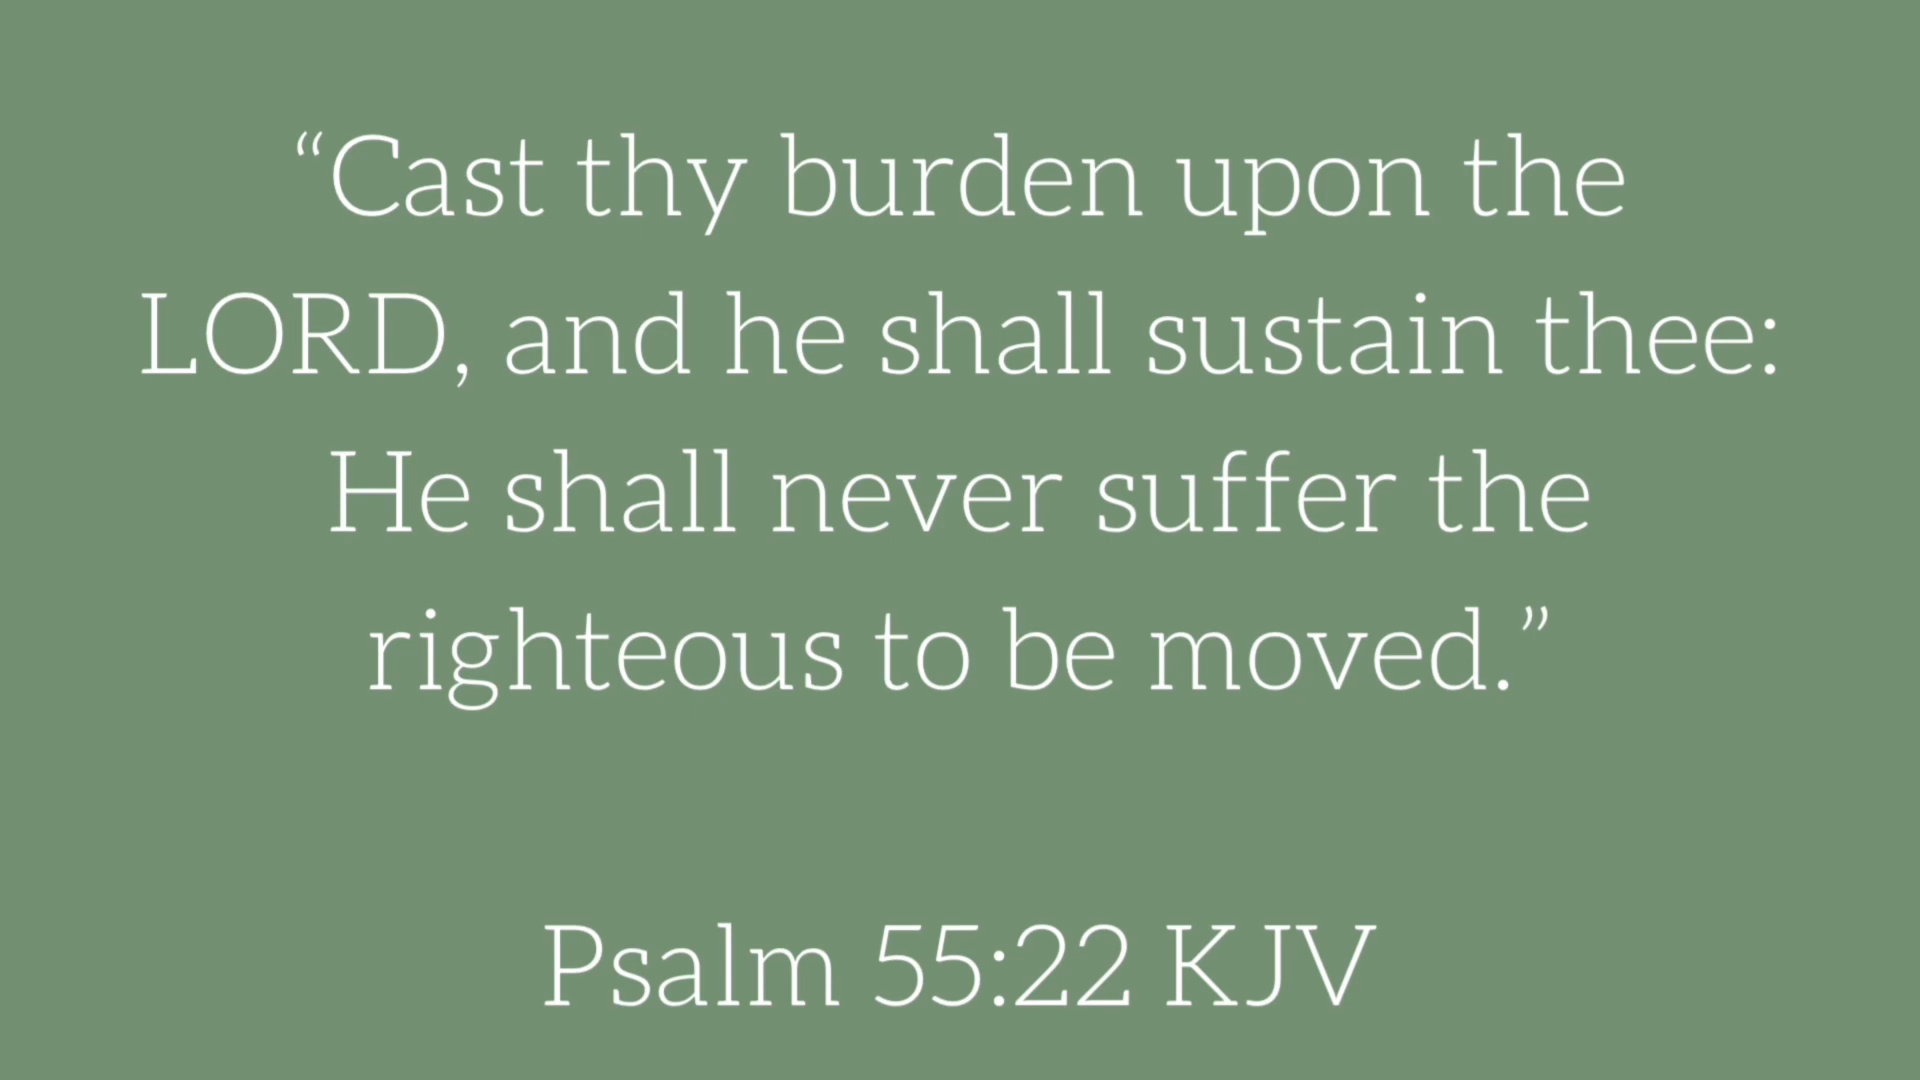 “Cast thy burden upon the
LORD, and he shall sustain thee:
He shall never suffer the
righteous to be moved.”
Psalm 55:22 KJV